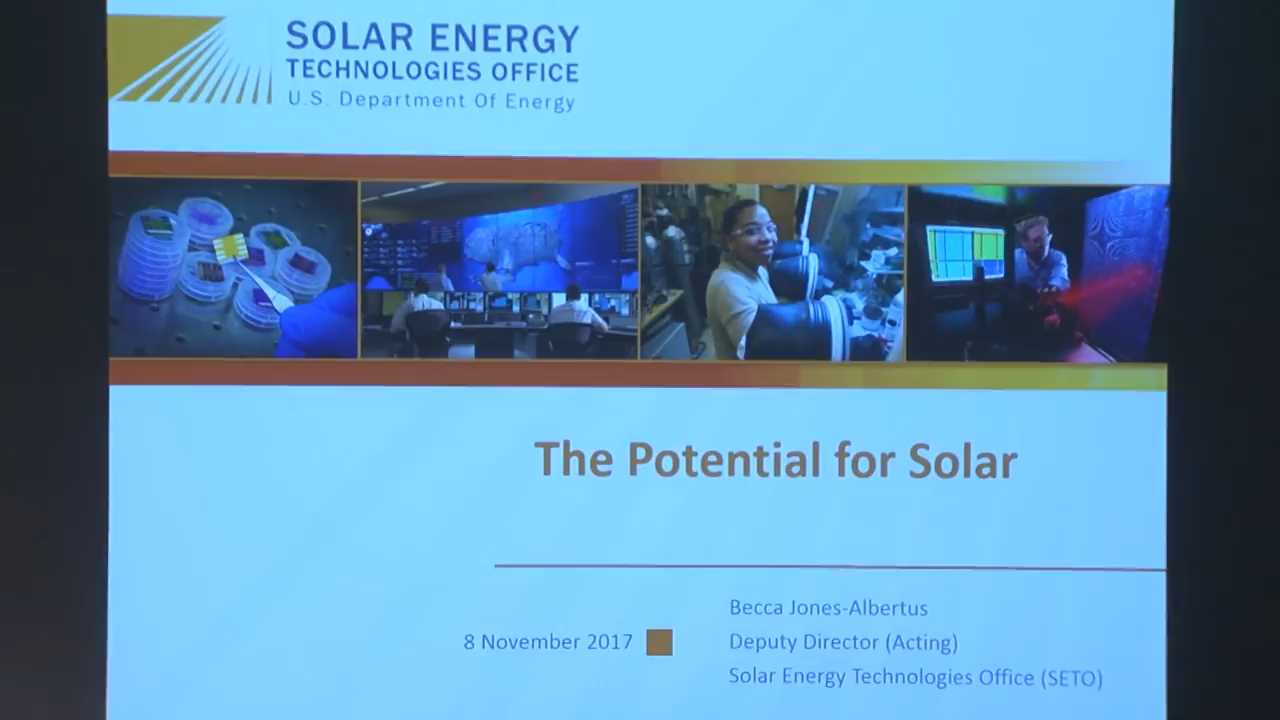 SOLAR ENERGY
TECHNOLOGIES OFFICE
U.S. Department Of Energy
The Potential for Solar
8 November 2017
Becca Jones-Albertus
Deputy Director (Acting)
Solar Energy Technologies Office (SETO)